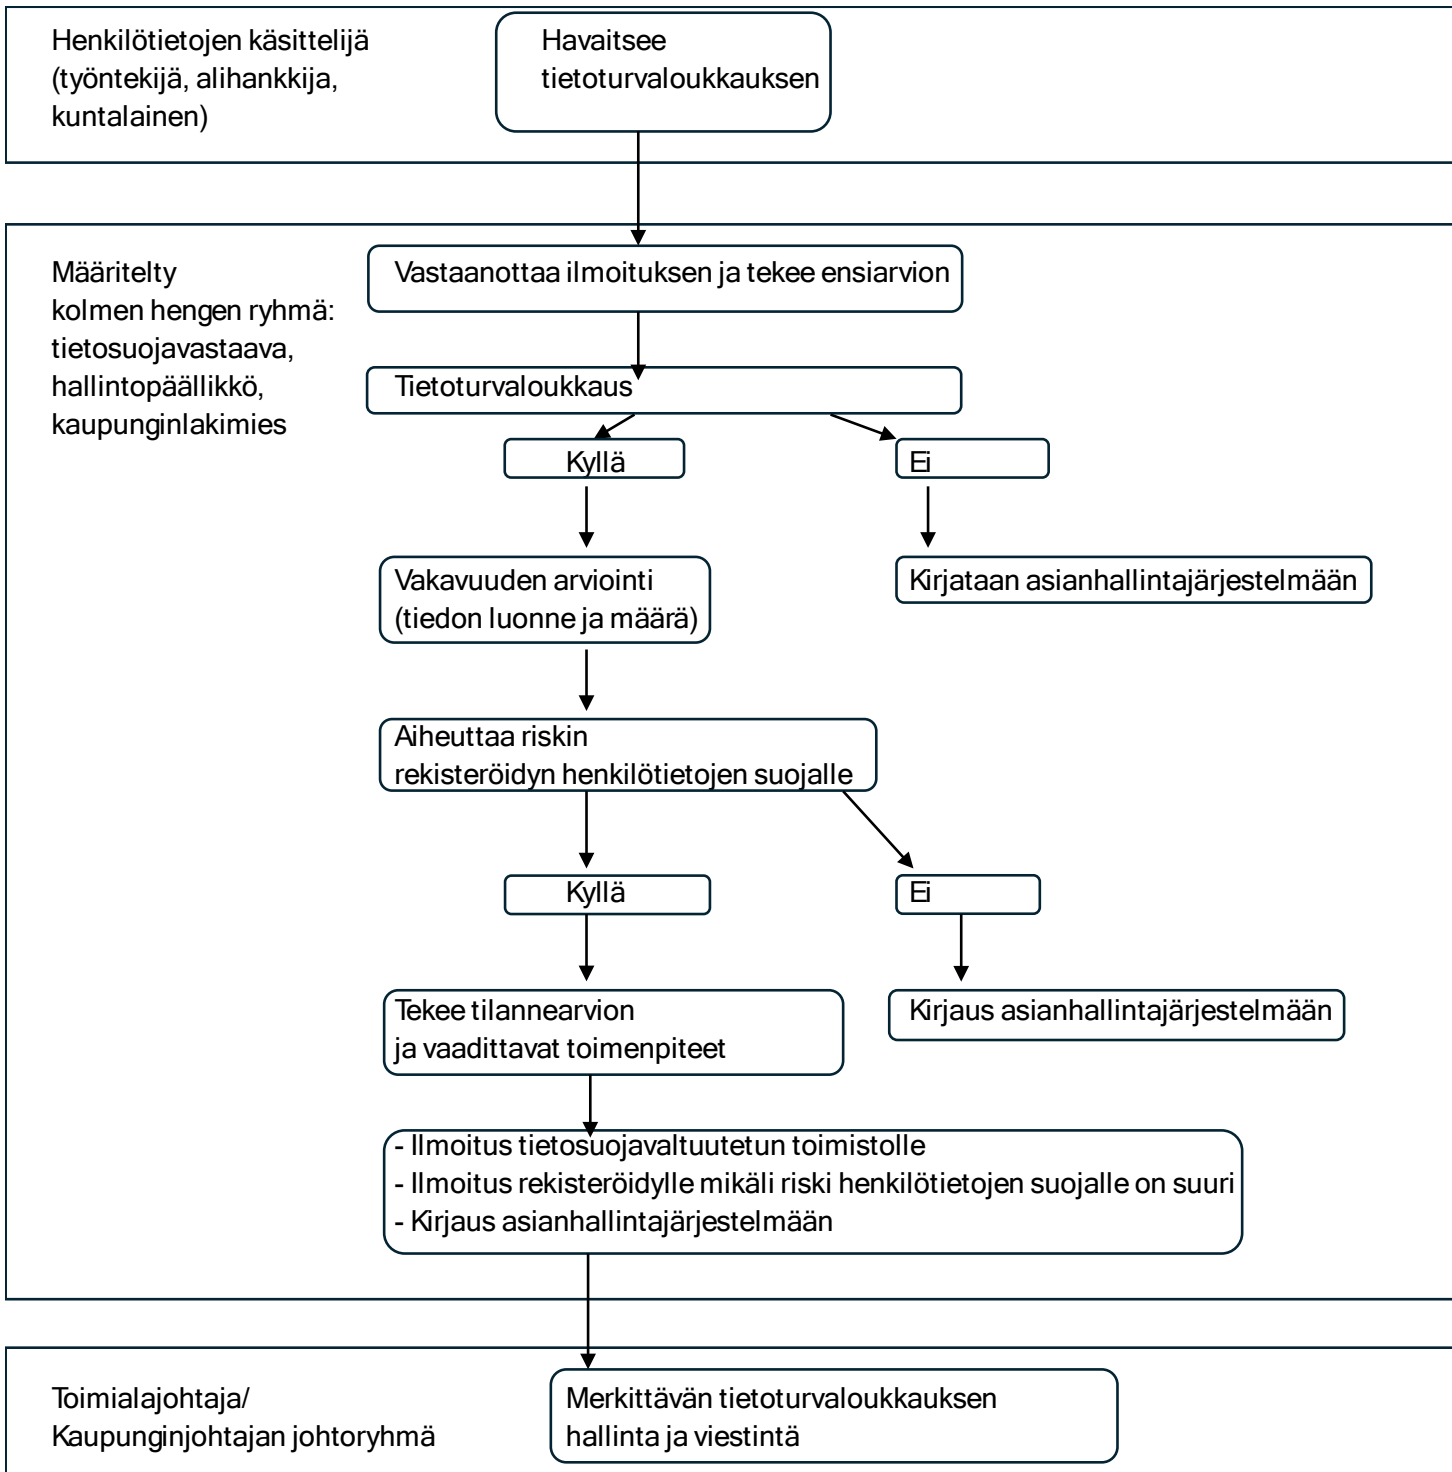 Henkilötietojen käsittelijä
(työntekijä, alihankkija,
kuntalainen)
Havaitsee
tietoturvaloukkauksen
Määritelty
kolmen hengen ryhmä:
tietosuojavastaava,
hallintopäällikkö,
kaupunginlakimies
Vastaanottaa ilmoituksen ja tekee ensiarvion
Tietoturvaloukkaus
Kyllä
Ei
Vakavuuden arviointi
(tiedon luonne ja määrä)
Kirjataan asianhallintajärjestelmään
Aiheuttaa riskin
rekisteröidyn henkilötietojen suojalle
Kyllä
Ei
Tekee tilannearvion
ja vaadittavat toimenpiteet
Kirjaus asianhallintajärjestelmään
- Ilmoitus tietosuojavaltuutetun toimistolle
- Ilmoitus rekisteröidylle mikäli riski henkilötietojen suojalle on suuri
- Kirjaus asianhallintajärjestelmään
Toimialajohtaja/
Kaupunginjohtajan johtoryhmä
Merkittävän tietoturvaloukkauksen
hallinta ja viestintä